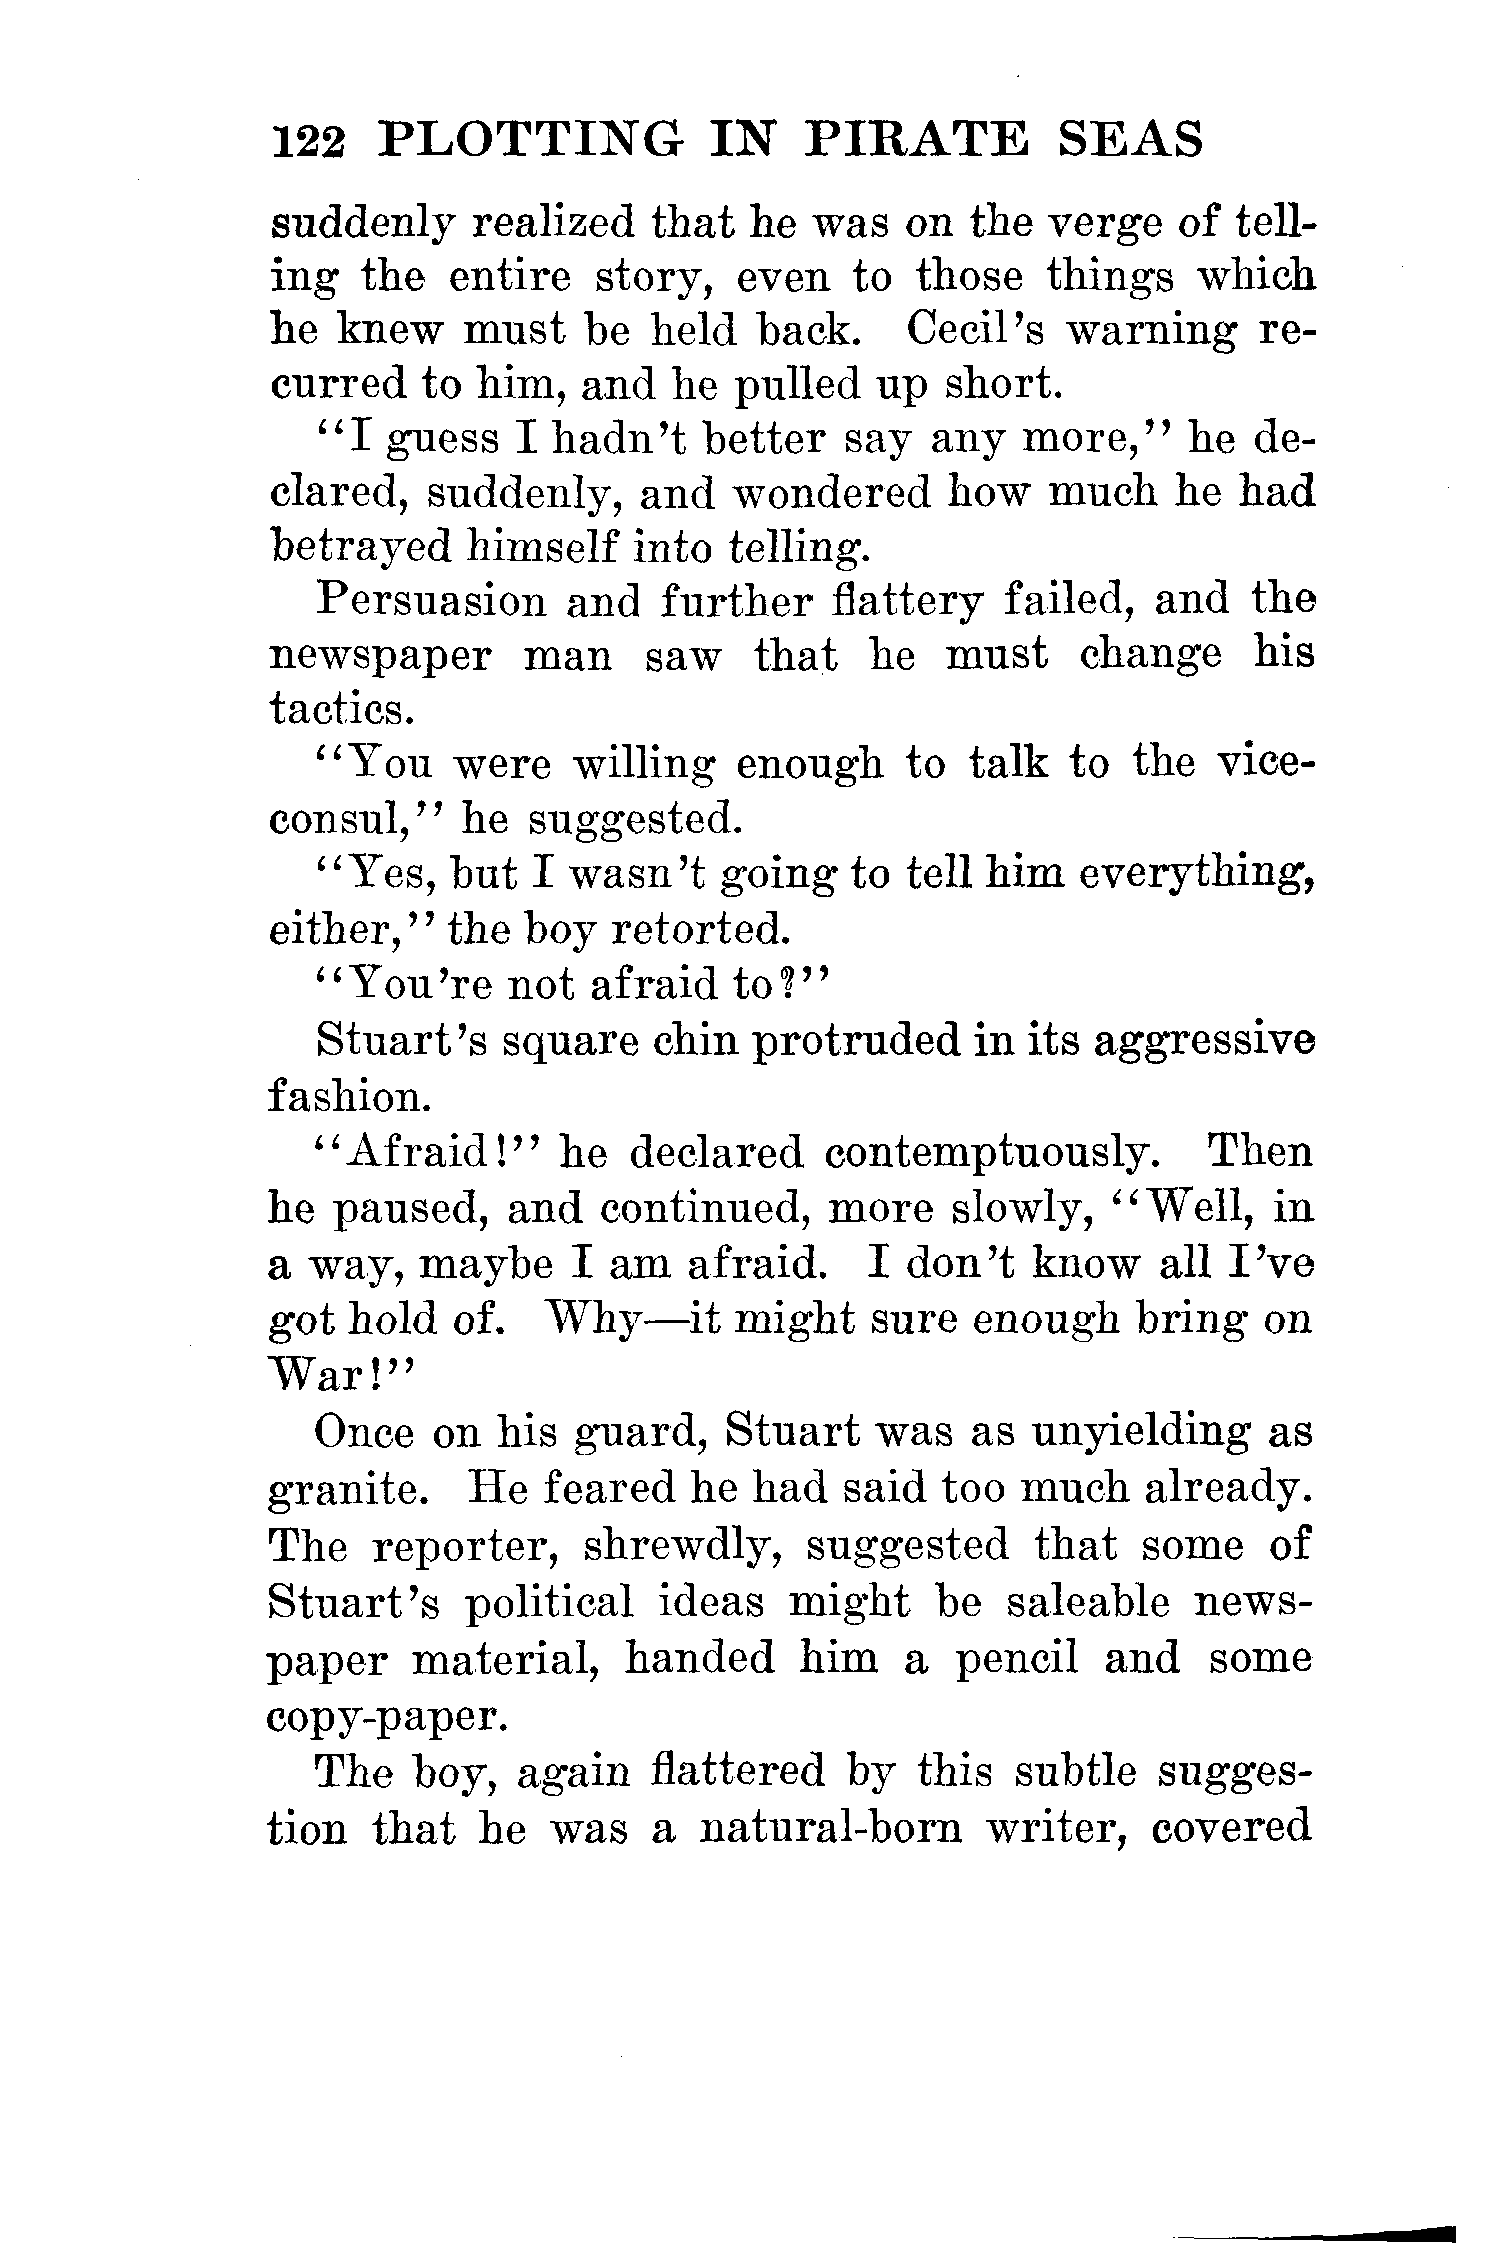 122 PLOTTING IN PIRATE SEAS
suddenly realized that he was on the verge of tell-
ing the entire story, even to those things which
he knew must be held back. Cecil's warning re-
curred to him, and he pulled up short.
"I guess I hadn't better say any more," he de-
clared, suddenly, and wondered how much he had
betrayed himself into telling.
Persuasion and further flattery failed, and the
newspaper man saw that he must change his
tactics.
"You were willing enough to talk to the vice-
consul," he suggested.
"Yes, but I wasn't going to tell him everything,
either," the boy retorted.
"You're not afraid to?"
Stuart's square chin protruded in its aggressive
fashion.
"Afraid!" he declared contemptuously. Then
he paused, and continued, more slowly, "Well, in
a way, maybe I am afraid. I don't know all I've
got hold of. Why—it might sure enough bring on
War!"
Once on his guard, Stuart was as unyielding as
granite. He feared he had said too much already.
The reporter, shrewdly, suggested that some of
Stuart's political ideas might be saleable news-
paper material, handed him a pencil and some
copy-paper.
The boy, again flattered by this subtle sugges-
tion that he was a natural-born writer, covered